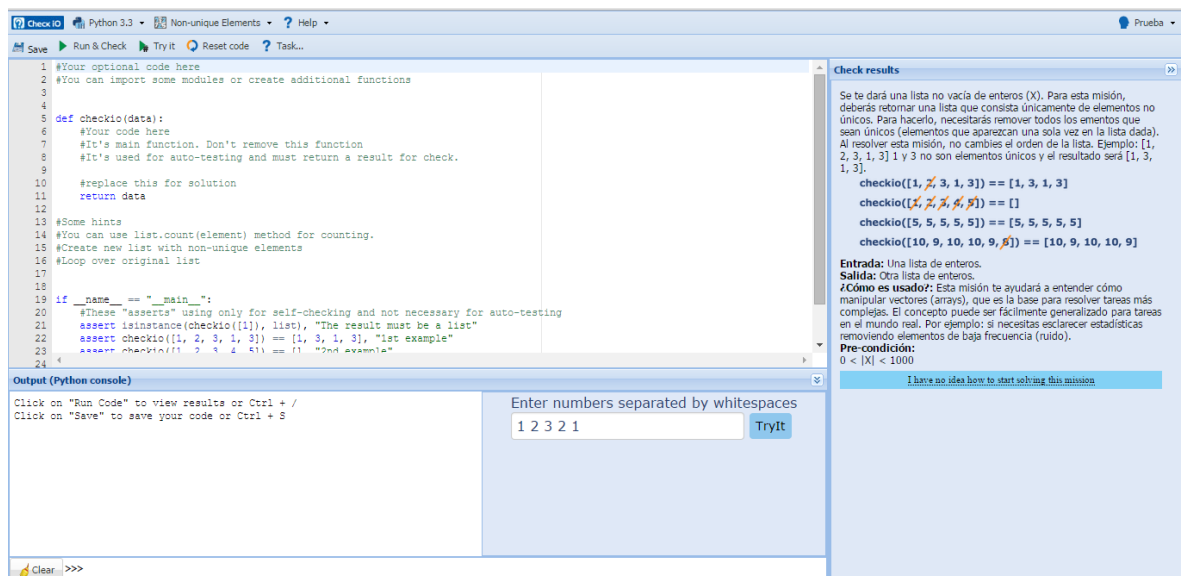 CheckIO Python 3.3 Non-unique Elements ? Help Prueba
Save Run & Check Try it Reset code ? Task...
1 #Your optional code here
2 #You can import some modules or create additional functions
3
4
5 def checkio(data):
6 #Your code here
7 #It's main function. Don't remove this function
8 #It's used for auto-testing and must return a result for check.
9
10 #replace this for solution
11 return data
12
13 #Some hints
14 #You can use list.count(element) method for counting.
15 #Create new list with non-unique elements
16 #Loop over original list
17
18
19 if __name__ == "__main__":
20 #These "asserts" using only for self-checking and not necessary for auto-testing
21 assert isinstance(checkio([1]), list), "The result must be a list"
22 assert checkio([1, 2, 3, 1, 3]) == [1, 3, 1, 3], "1st example"
23 assert checkio([1, 2, 3, 4, 5]) == [], "2nd example"
24
Output (Python console)
Click on "Run Code" to view results or Ctrl + /
Click on "Save" to save your code or Ctrl + S
Enter numbers separated by whitespaces
1 2 3 2 1 TryIt
Clear >>>
Check results
Se te dará una lista no vacía de enteros (X). Para esta misión,
deberás retornar una lista que consista únicamente de elementos no
únicos. Para hacerlo, necesitarás remover todos los ementos que
sean únicos (elementos que aparezcan una sola vez en la lista dada).
Al resolver esta misión, no cambies el orden de la lista. Ejemplo: [1,
2, 3, 1, 3] 1 y 3 no son elementos únicos y el resultado será [1, 3,
1, 3].
checkio([1, 2, 3, 1, 3]) == [1, 3, 1, 3]
checkio([1, 2, 3, 4, 5]) == []
checkio([5, 5, 5, 5, 5]) == [5, 5, 5, 5, 5]
checkio([10, 9, 10, 10, 9, 8]) == [10, 9, 10, 10, 9]
Entrada: Una lista de enteros.
Salida: Otra lista de enteros.
¿Cómo es usado?: Esta misión te ayudará a entender cómo
manipular vectores (arrays), que es la base para resolver tareas más
complejas. El concepto puede ser fácilmente generalizado para tareas
en el mundo real. Por ejemplo: si necesitas esclarecer estadísticas
removiendo elementos de baja frecuencia (ruido).
Pre-condición:
0 < |X| < 1000
I have no idea how to start solving this mission